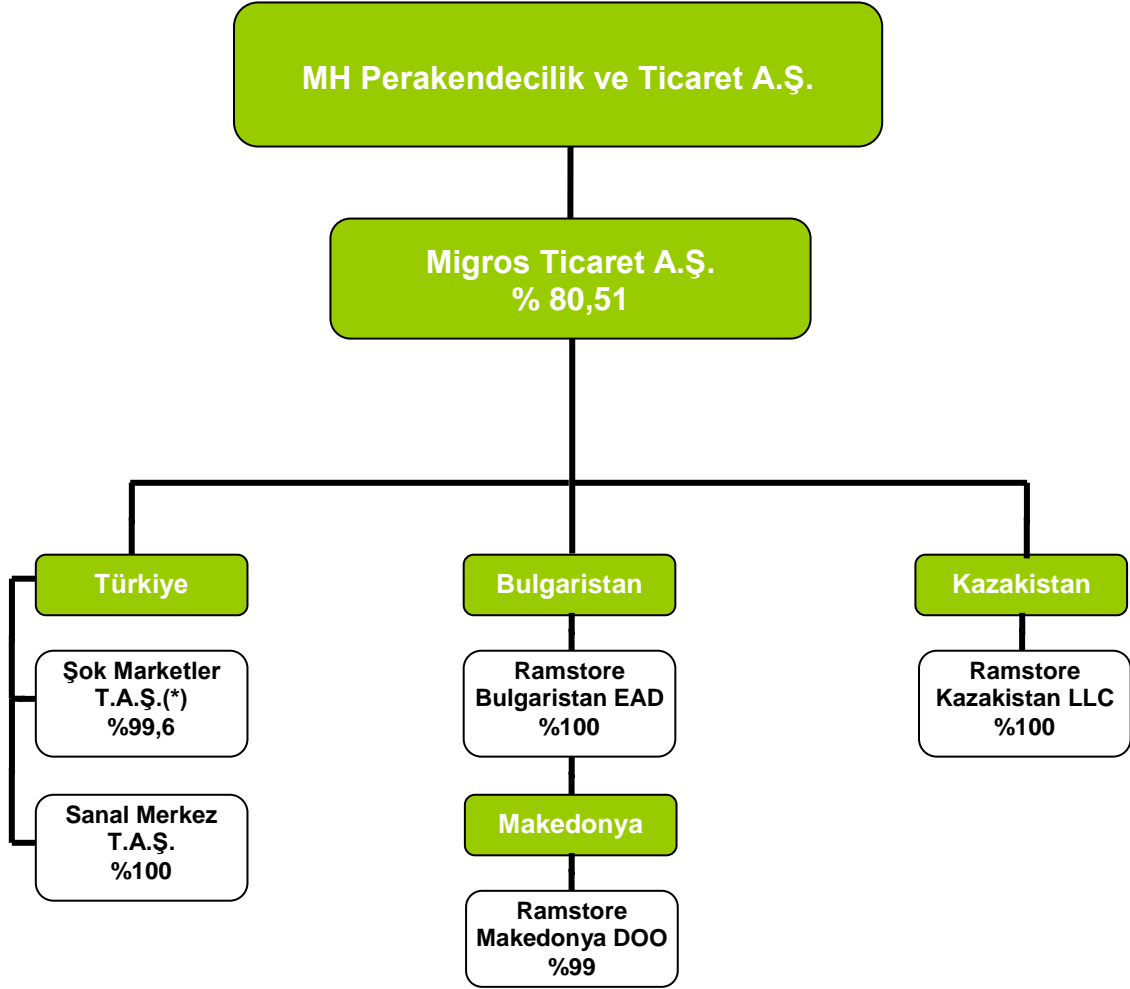 MH Perakendecilik ve Ticaret A.Ş.
Migros Ticaret A.Ş.
% 80,51
Türkiye
Şok Marketler
T.A.Ş.(*)
%99,6
Sanal Merkez
T.A.Ş.
%100
Bulgaristan
Ramstore
Bulgaristan EAD
%100
Makedonya
Ramstore
Makedonya DOO
%99
Kazakistan
Ramstore
Kazakistan LLC
%100